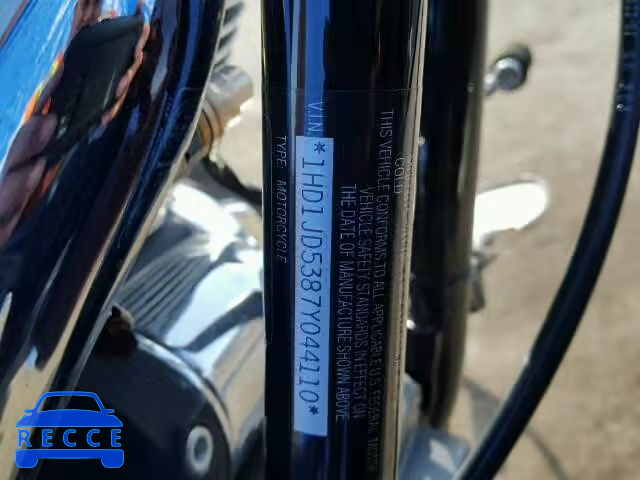 COLD
THIS VEHICLE CONFORMS TO ALL APPLICABLE U.S. FEDERAL MOTOR
VEHICLE SAFETY STANDARDS IN EFFECT ON
THE DATE OF MANUFACTURE SHOWN ABOVE
V.I.N.
*1HD1JD5387Y044110*
TYPE MOTORCYCLE
RECCE